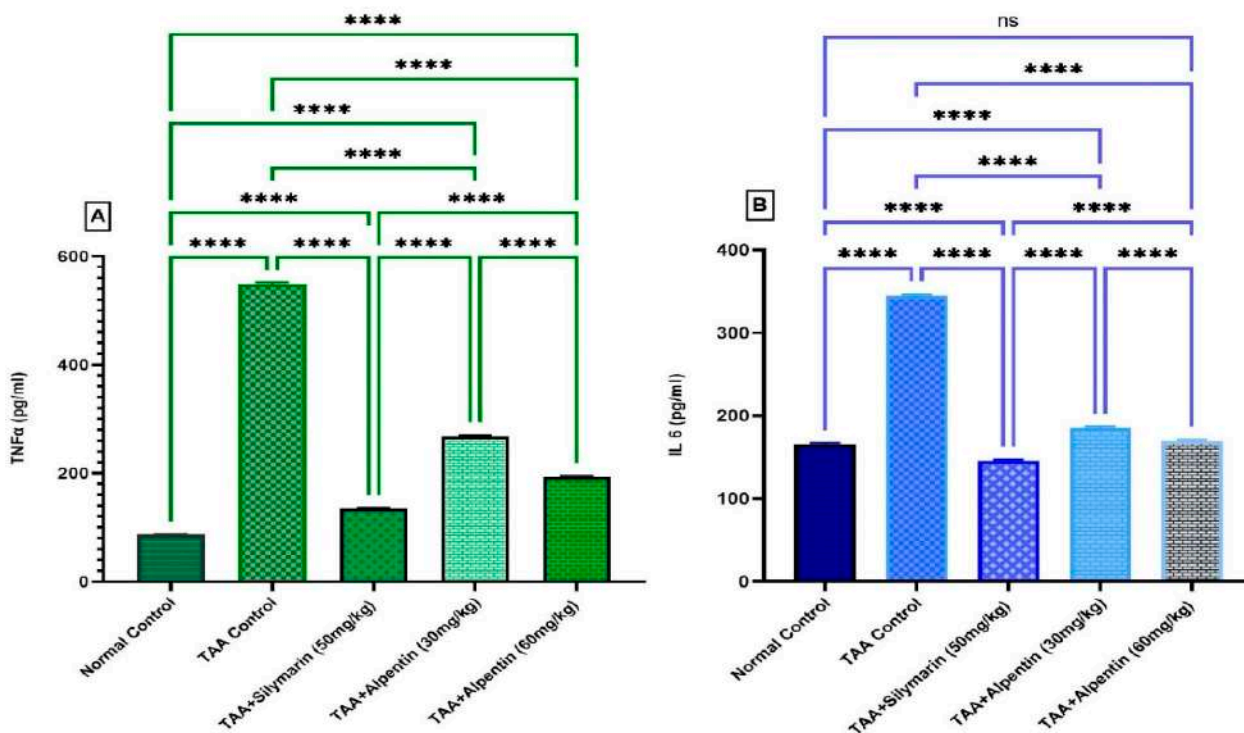 ****
****
****
****
A
****
****
****
****
****
****
600
400
200
0
TNFα (pg/ml)
Normal Control
TAA Control
TAA+Silymarin (50mg/kg)
TAA+Alpentin (30mg/kg)
TAA+Alpentin (60mg/kg)
ns
****
****
****
B
****
****
****
****
****
****
400
300
200
100
0
IL 6 (pg/ml)
Normal Control
TAA Control
TAA+Silymarin (50mg/kg)
TAA+Alpentin (30mg/kg)
TAA+Alpentin (60mg/kg)